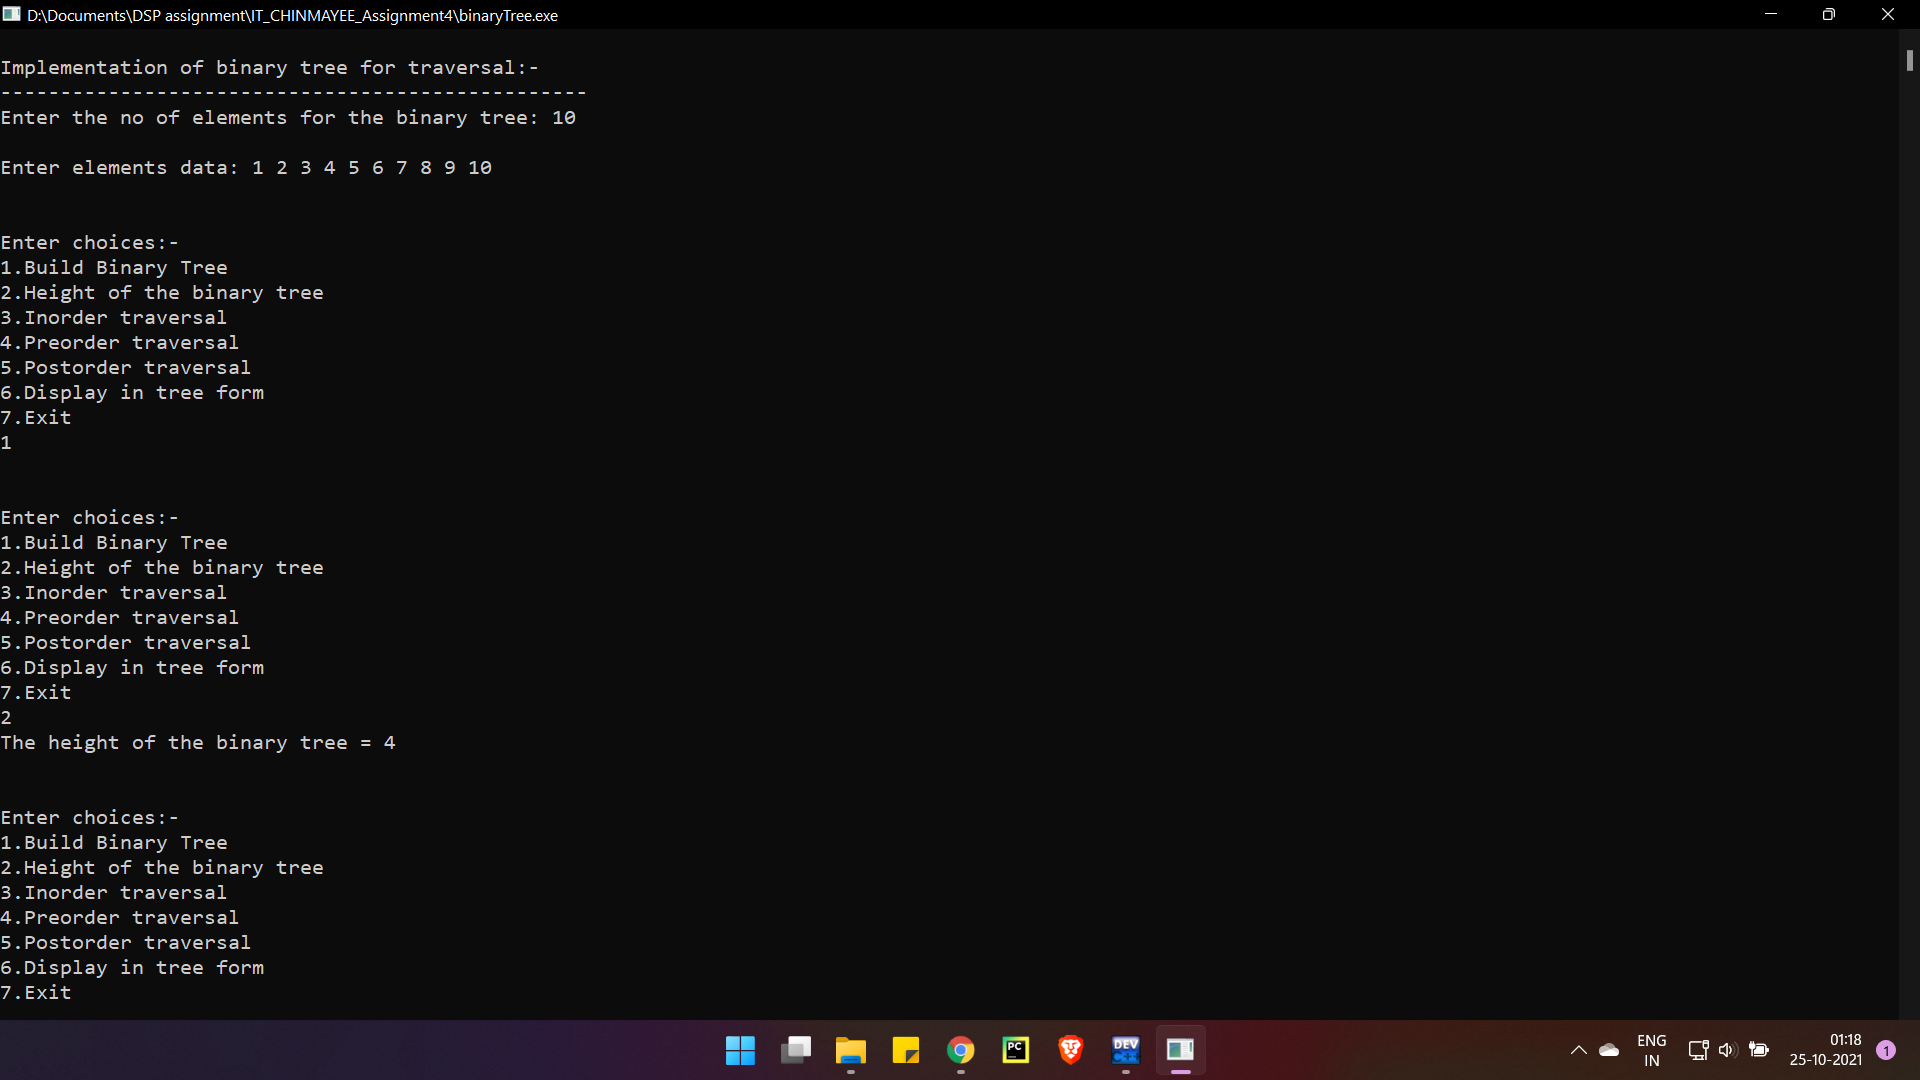 D:\Documents\DSP assignment\IT_CHINMAYEE_Assignment4\binaryTree.exe
Implementation of binary tree for traversal:-
-------------------------------------------------
Enter the no of elements for the binary tree: 10
Enter elements data: 1 2 3 4 5 6 7 8 9 10
Enter choices:-
1.Build Binary Tree
2.Height of the binary tree
3.Inorder traversal
4.Preorder traversal
5.Postorder traversal
6.Display in tree form
7.Exit
1
Enter choices:-
1.Build Binary Tree
2.Height of the binary tree
3.Inorder traversal
4.Preorder traversal
5.Postorder traversal
6.Display in tree form
7.Exit
2
The height of the binary tree = 4
Enter choices:-
1.Build Binary Tree
2.Height of the binary tree
3.Inorder traversal
4.Preorder traversal
5.Postorder traversal
6.Display in tree form
7.Exit
PC
DEV
C++
ENG
IN
01:18
25-10-2021
1